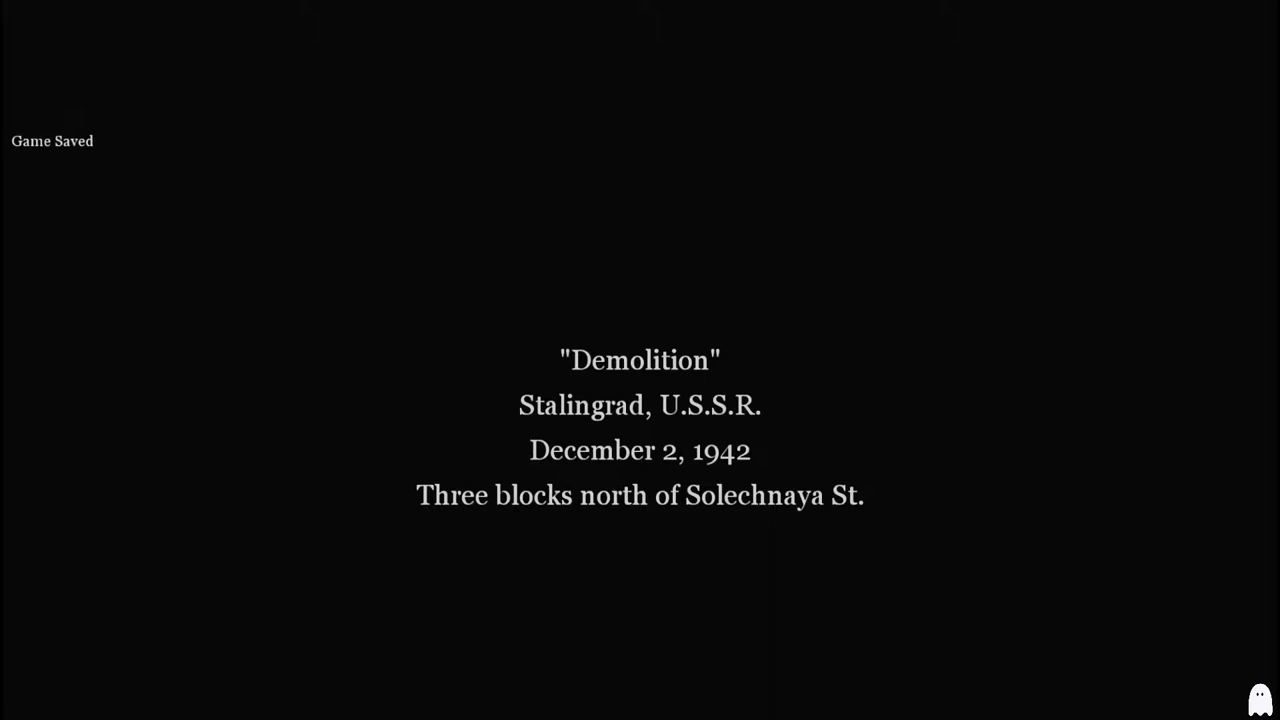 Game Saved
"Demolition"
Stalingrad, U.S.S.R.
December 2, 1942
Three blocks north of Solechnaya St.